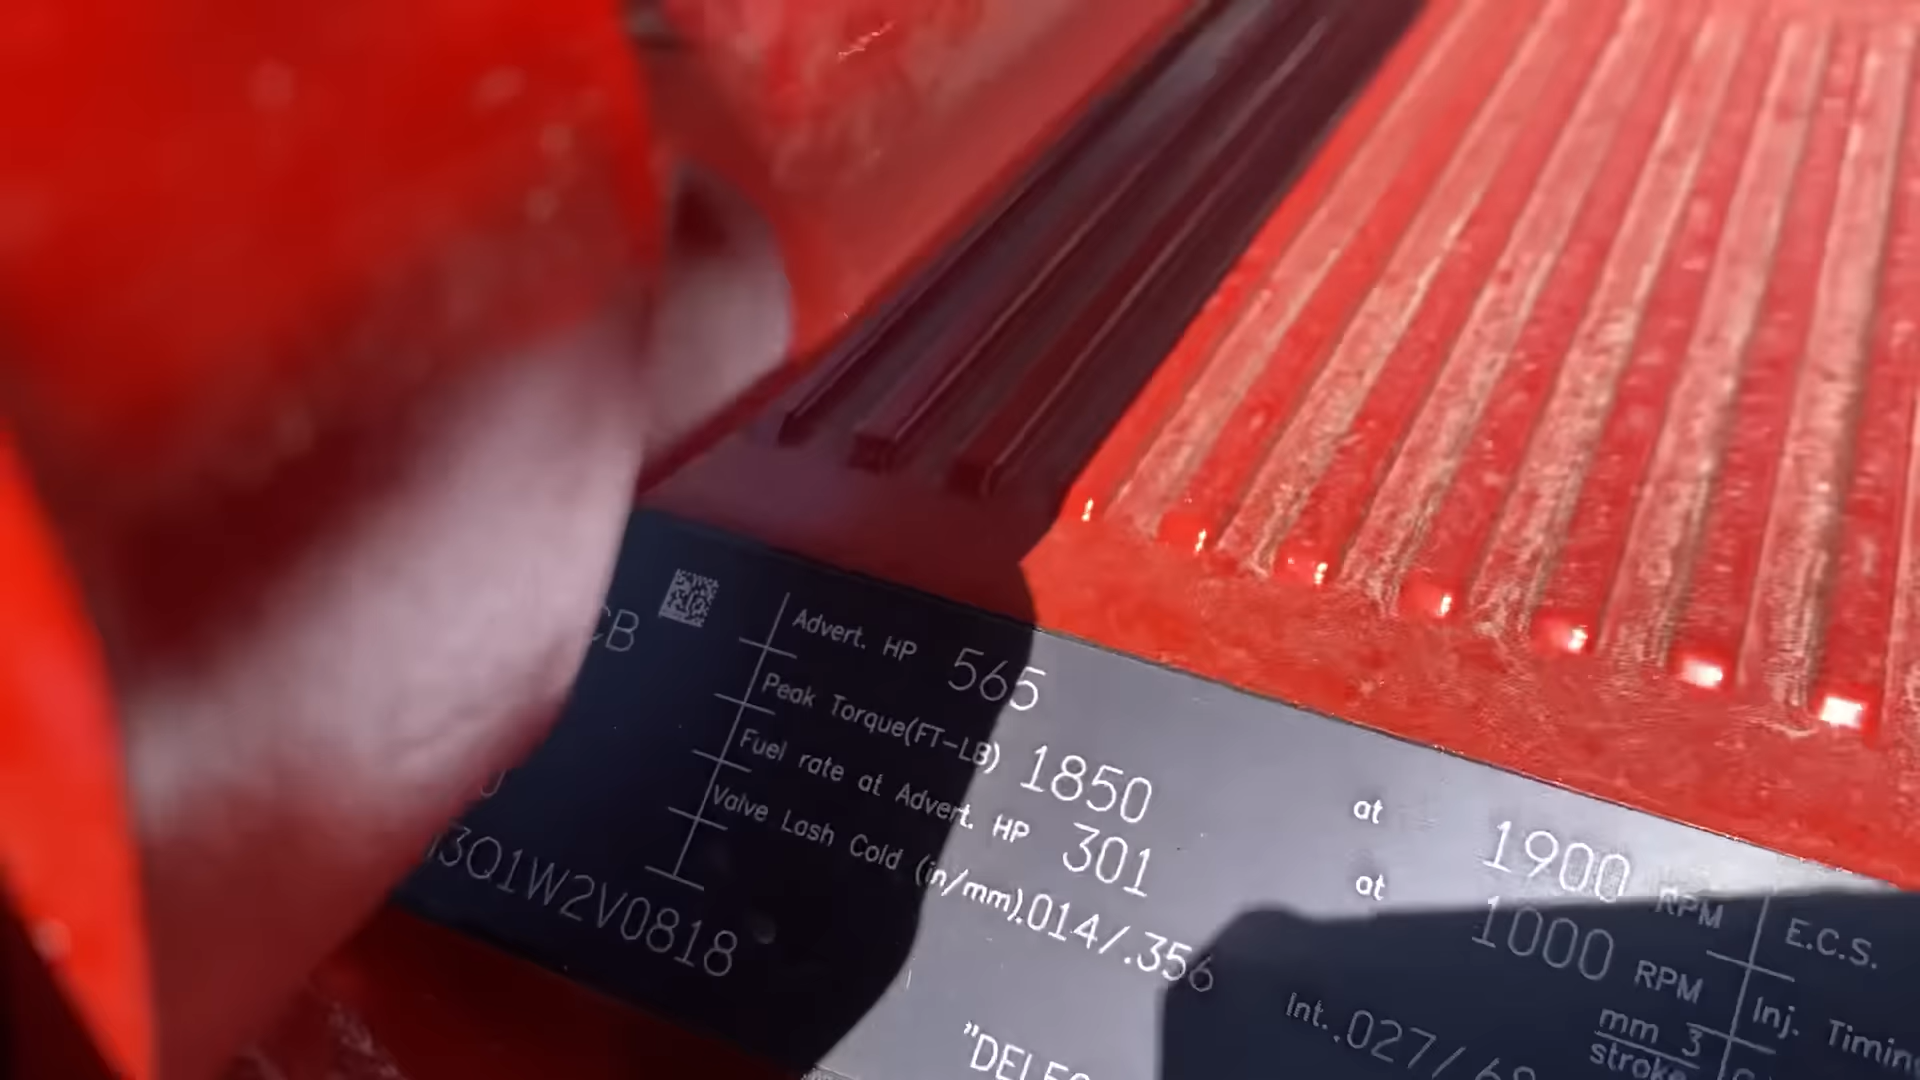 CB
Advert. HP 565 at 1900 RPM
Peak Torque(FT-LB) 1850 at 1000 RPM
Fuel rate at Advert. HP 301 mm 3 stroke
Valve Lash Cold (in/mm).014/.356 Int. .027/
3Q1W2V0818
E.C.S.
Inj. Timing